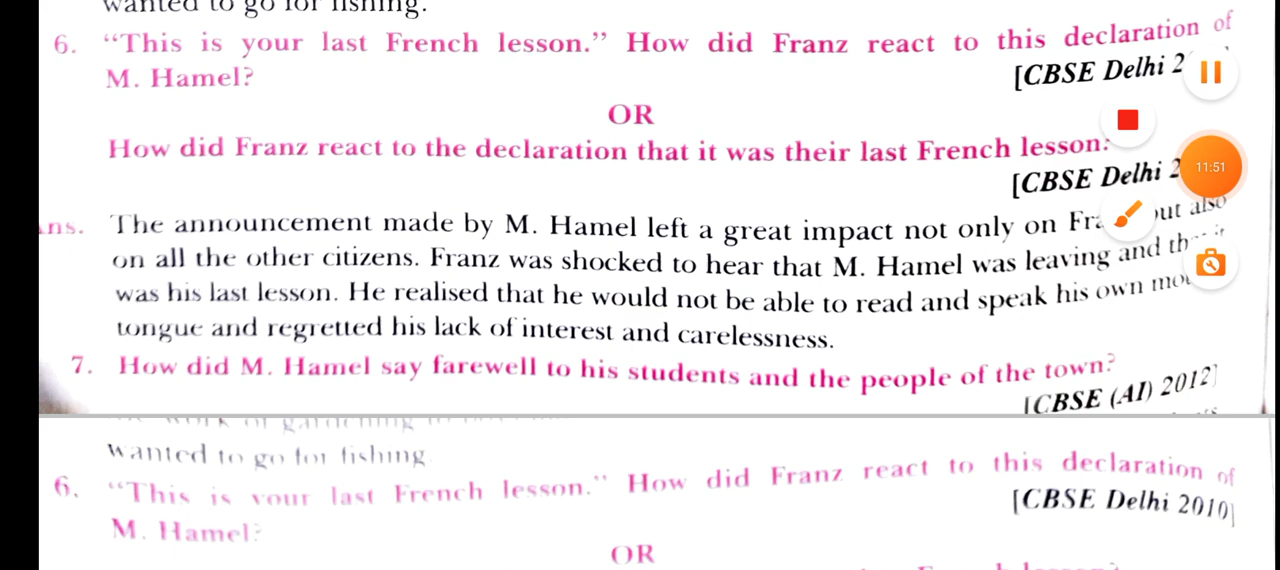 wanted to go for fishing.
6. “This is your last French lesson.” How did Franz react to this declaration of
M. Hamel?
[CBSE Delhi 2
OR
How did Franz react to the declaration that it was their last French lesson?
[CBSE Delhi 2
11:51
ns. The announcement made by M. Hamel left a great impact not only on but also
on all the other citizens. Franz was shocked to hear that M. Hamel was leaving and
was his last lesson. He realised that he would not be able to read and speak his own
tongue and regretted his lack of interest and carelessness.
7. How did M. Hamel say farewell to his students and the people of the town?
[CBSE (AI) 2012]
wanted to go for fishing
6. “This is your last French lesson.” How did Franz react to this declaration of
M. Hamel?
[CBSE Delhi 2010]
OR